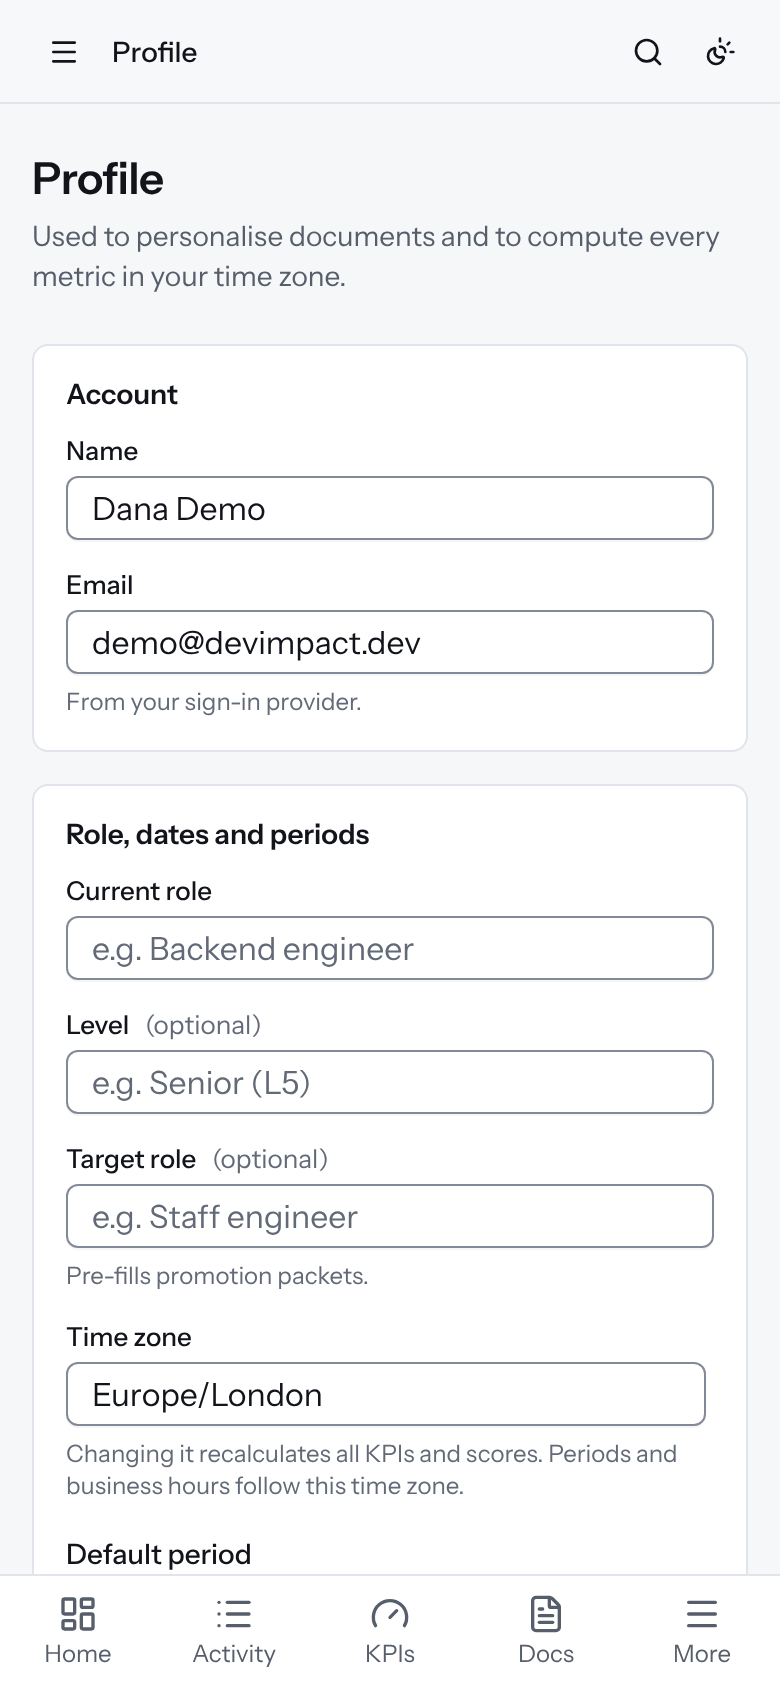 Profile
Profile
Used to personalise documents and to compute every
metric in your time zone.
Account
Name
Dana Demo
Email
demo@devimpact.dev
From your sign-in provider.
Role, dates and periods
Current role
e.g. Backend engineer
Level (optional)
e.g. Senior (L5)
Target role (optional)
e.g. Staff engineer
Pre-fills promotion packets.
Time zone
Europe/London
Changing it recalculates all KPIs and scores. Periods and
business hours follow this time zone.
Default period
Home Activity KPIs Docs More